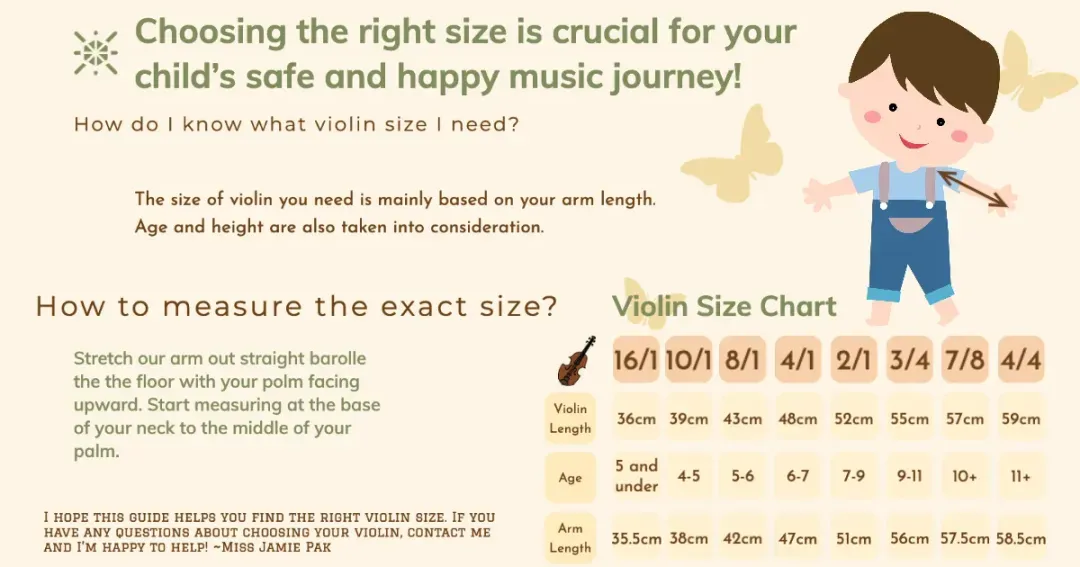 Choosing the right size is crucial for your
child's safe and happy music journey!
How do I know what violin size I need?
The size of violin you need is mainly based on your arm length.
Age and height are also taken into consideration.
How to measure the exact size?
Stretch our arm out straight barolle
the the floor with your polm facing
upward. Start measuring at the base
of your neck to the middle of your
palm.
I hope this guide helps you find the right violin size. If you
have any questions about choosing your violin, contact me
and I'm happy to help! ~Miss Jamie Pak
Violin Size Chart
16/1 10/1 8/1 4/1 2/1 3/4 7/8 4/4
Violin
Length
36cm 39cm 43cm 48cm 52cm 55cm 57cm 59cm
Age
5 and
under
4-5 5-6 6-7 7-9 9-11 10+ 11+
Arm
Length
35.5cm 38cm 42cm 47cm 51cm 56cm 57.5cm 58.5cm